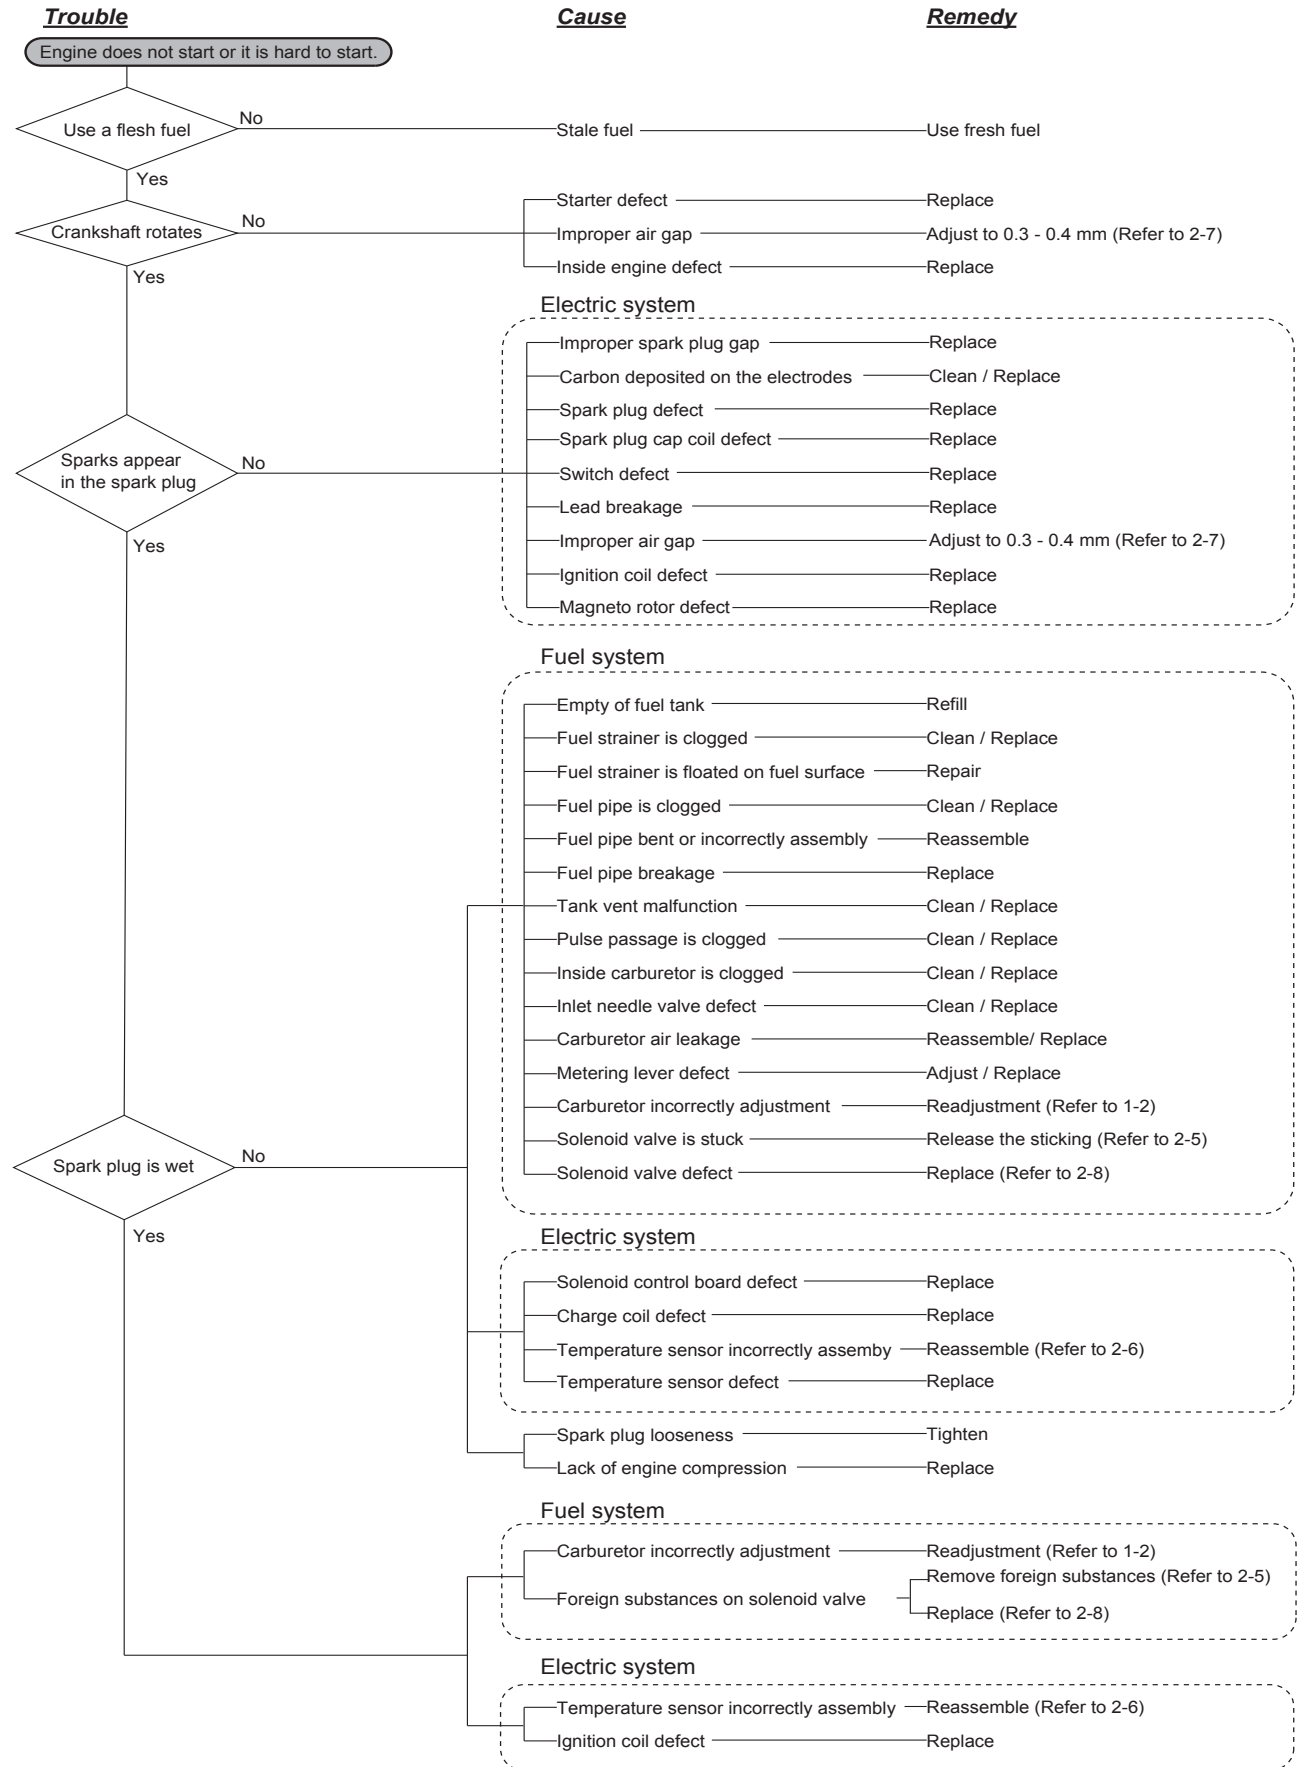 Trouble Cause Remedy
Engine does not start or it is hard to start.
Use a flesh fuel No Stale fuel Use fresh fuel
Yes
Starter defect Replace
Crankshaft rotates No Improper air gap Adjust to 0.3 - 0.4 mm (Refer to 2-7)
Inside engine defect Replace
Yes
Electric system
Improper spark plug gap Replace
Carbon deposited on the electrodes Clean / Replace
Spark plug defect Replace
Spark plug cap coil defect Replace
Sparks appear
in the spark plug No Switch defect Replace
Lead breakage Replace
Yes Improper air gap Adjust to 0.3 - 0.4 mm (Refer to 2-7)
Ignition coil defect Replace
Magneto rotor defect Replace
Fuel system
Empty of fuel tank Refill
Fuel strainer is clogged Clean / Replace
Fuel strainer is floated on fuel surface Repair
Fuel pipe is clogged Clean / Replace
Fuel pipe bent or incorrectly assembly Reassemble
Fuel pipe breakage Replace
Tank vent malfunction Clean / Replace
Pulse passage is clogged Clean / Replace
Inside carburetor is clogged Clean / Replace
Inlet needle valve defect Clean / Replace
Carburetor air leakage Reassemble/ Replace
Metering lever defect Adjust / Replace
Carburetor incorrectly adjustment Readjustment (Refer to 1-2)
Solenoid valve is stuck Release the sticking (Refer to 2-5)
Spark plug is wet No Solenoid valve defect Replace (Refer to 2-8)
Yes
Electric system
Solenoid control board defect Replace
Charge coil defect Replace
Temperature sensor incorrectly assemby Reassemble (Refer to 2-6)
Temperature sensor defect Replace
Spark plug looseness Tighten
Lack of engine compression Replace
Fuel system
Carburetor incorrectly adjustment Readjustment (Refer to 1-2)
Remove foreign substances (Refer to 2-5)
Foreign substances on solenoid valve
Replace (Refer to 2-8)
Electric system
Temperature sensor incorrectly assembly Reassemble (Refer to 2-6)
Ignition coil defect Replace